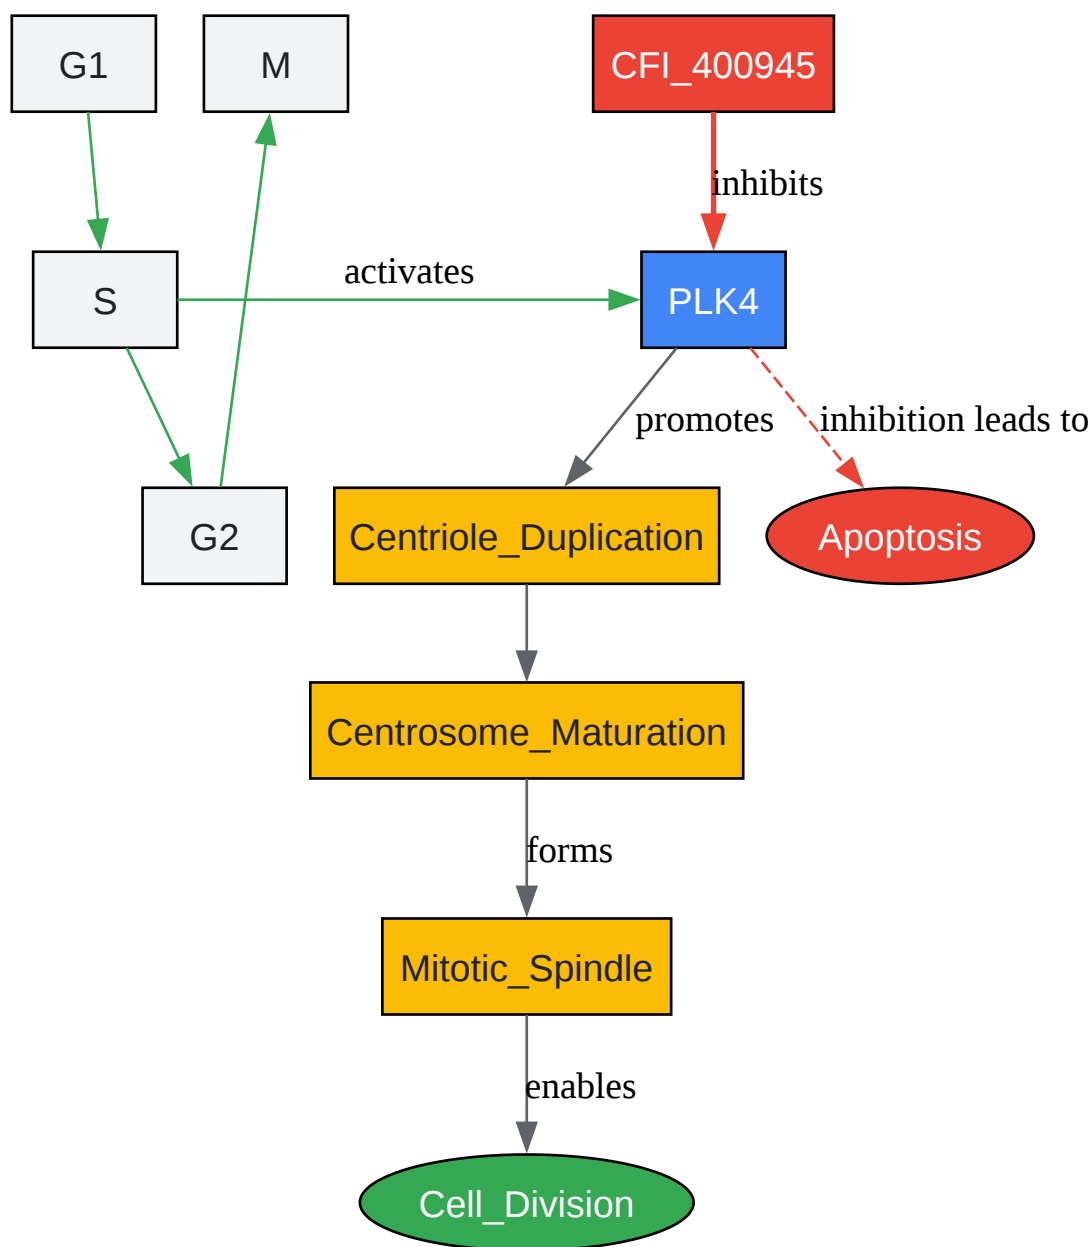 G1
M
CFI_400945
inhibits
activates
S
PLK4
promotes
inhibition leads to
G2
Centriole_Duplication
Apoptosis
Centrosome_Maturation
forms
Mitotic_Spindle
enables
Cell_Division